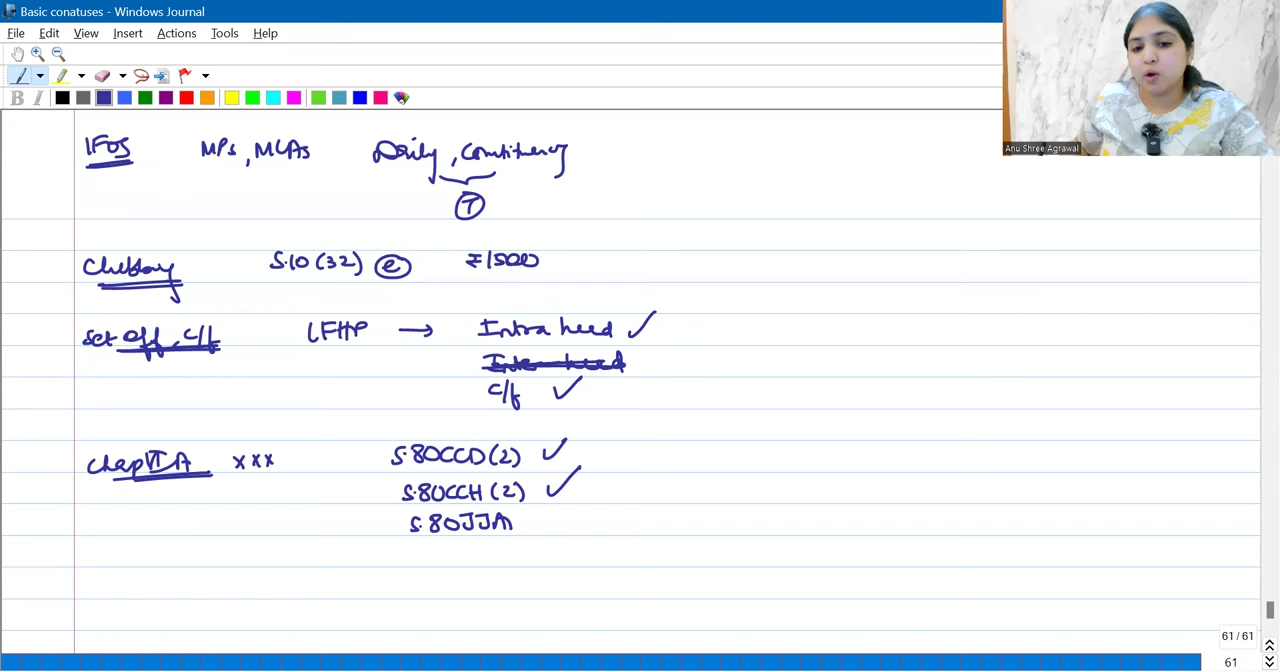 Basic conatuses - Windows Journal
File Edit View Insert Actions Tools Help
B I
Anu Shree Agrawal
IFOS MPs, MLAs Daily, Constituency
T
Clubbing S.10 (32) e ₹1500
Set off, c/f LFHP → Intra head ✓
Inter head
c/f ✓
Chap VI A xxx S.80CCD(2) ✓
S.80CCH(2) ✓
S.80JJA
61/61
61